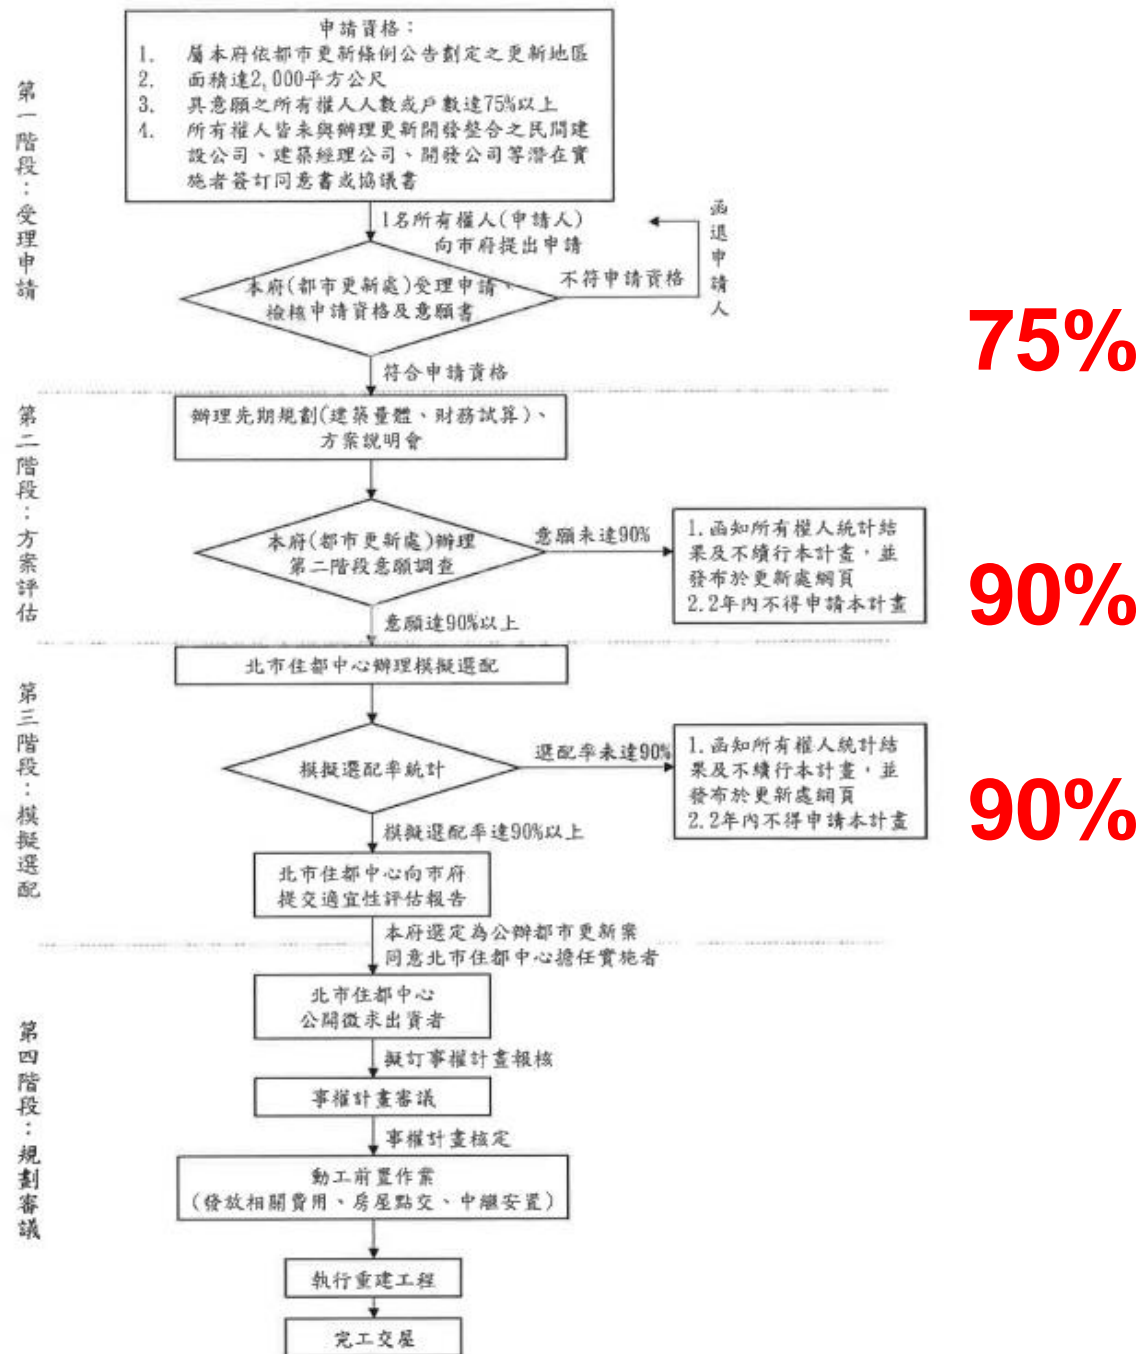 第一階段：受理申請
申請資格：
1. 屬本府依都市更新條例公告劃定之更新地區
2. 面積達2,000平方公尺
3. 具意願之所有權人人數或戶數達75%以上
4. 所有權人皆未與辦理更新開發整合之民間建
設公司、建築經理公司、開發公司等潛在實
施者簽訂同意書或協議書
1名所有權人(申請人)
向市府提出申請
函退申請人
不符申請資格
本府(都市更新處)受理申請、
檢核申請資格及意願書
75%
符合申請資格
第二階段：方案評估
辦理先期規劃(建築量體、財務試算)、
方案說明會
本府(都市更新處)辦理
第二階段意願調查
意願未達90%
1.函知所有權人統計結
果及不續行本計畫，並
發布於更新處網頁
2.2年內不得申請本計畫
90%
意願達90%以上
第三階段：模擬選配
北市住都中心辦理模擬選配
模擬選配率統計
選配率未達90%
1.函知所有權人統計結
果及不續行本計畫，並
發布於更新處網頁
2.2年內不得申請本計畫
90%
模擬選配率達90%以上
北市住都中心向市府
提交適宜性評估報告
本府選定為公辦都市更新案
同意北市住都中心擔任實施者
第四階段：規劃審議
北市住都中心
公開徵求出資者
擬訂事權計畫報核
事權計畫審議
事權計畫核定
動工前置作業
(發放相關費用、房屋點交、中繼安置)
執行重建工程
完工交屋